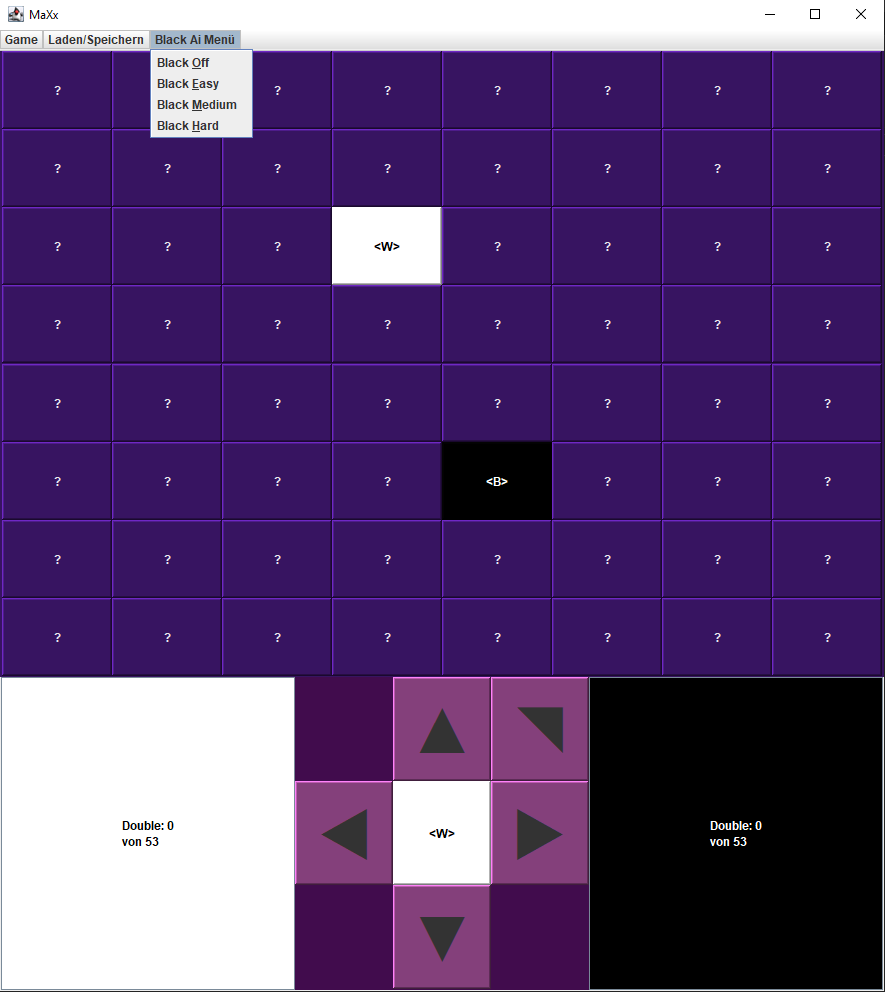 MaXx
Game Laden/Speichern Black Ai Menü
Black Off
Black Easy
Black Medium
Black Hard
? ? ? ? ? ?
? ? ? ? ? ? ? ?
? ? ? <W> ? ? ? ?
? ? ? ? ? ? ? ?
? ? ? ? ? ? ? ?
? ? ? ? <B> ? ? ?
? ? ? ? ? ? ? ?
? ? ? ? ? ? ? ?
Double: 0
von 53
<W>
Double: 0
von 53